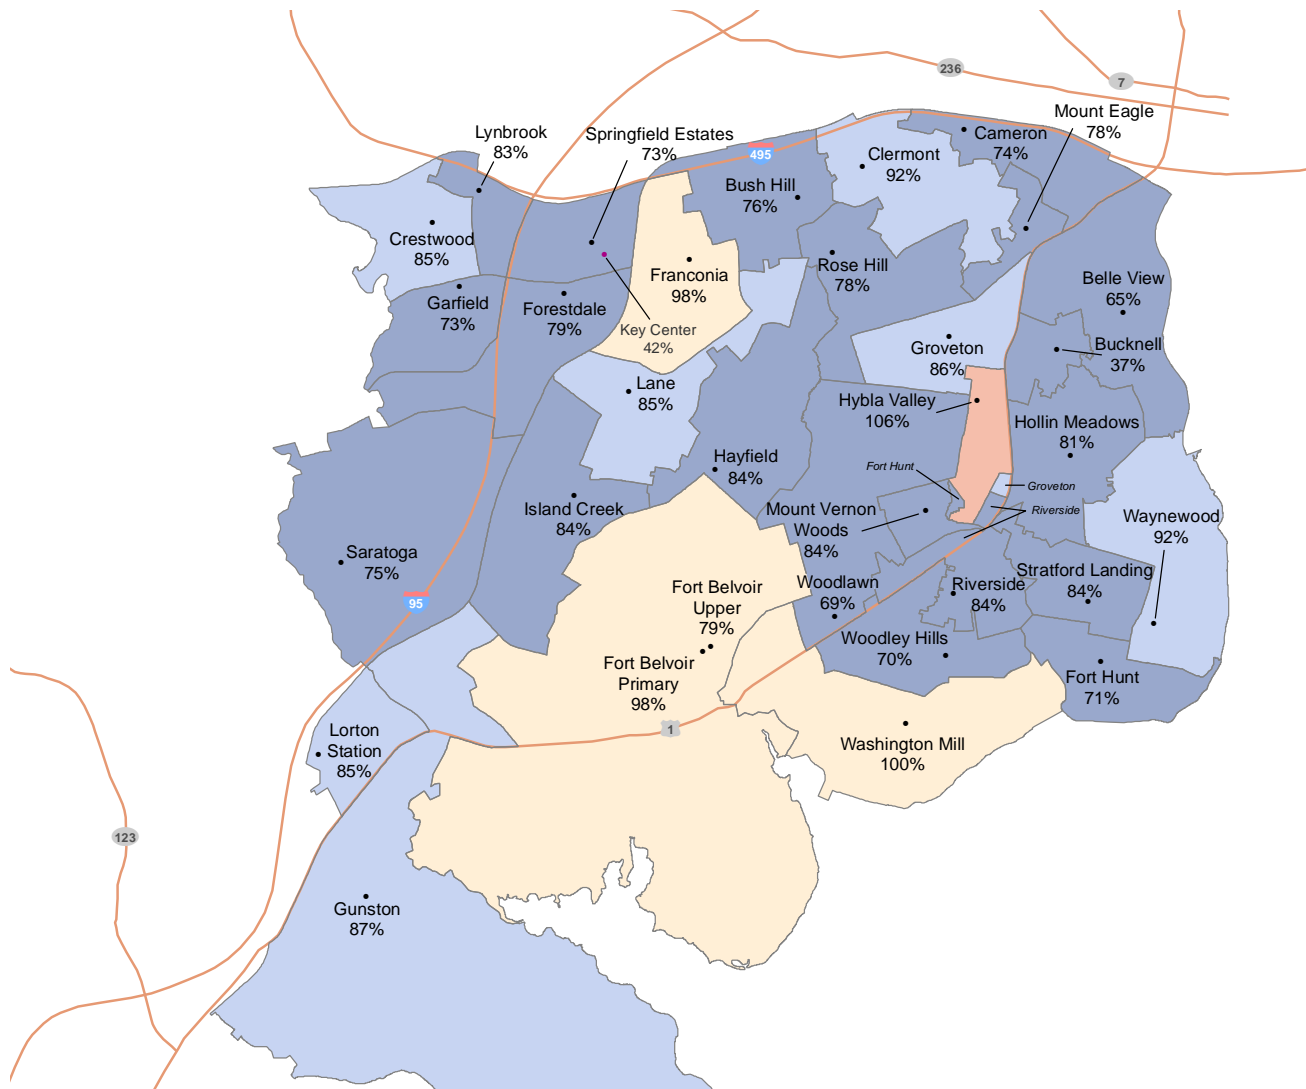 236
7
Mount Eagle
78%
Lynbrook
83%
Springfield Estates
73%
Cameron
74%
495
Clermont
92%
Bush Hill
76%
Crestwood
85%
Franconia
98%
Rose Hill
78%
Belle View
65%
Garfield
73%
Forestdale
79%
Key Center
42%
Groveton
86%
Bucknell
37%
Lane
85%
Hybla Valley
106%
Hollin Meadows
81%
Hayfield
84%
Fort Hunt
Groveton
Island Creek
84%
Mount Vernon
Woods
84%
Riverside
Waynewood
92%
Saratoga
75%
95
Fort Belvoir
Upper
79%
Woodlawn
69%
Riverside
84%
Stratford Landing
84%
Woodley Hills
70%
Fort Belvoir
Primary
98%
Fort Hunt
71%
1
Lorton
Station
85%
Washington Mill
100%
123
Gunston
87%